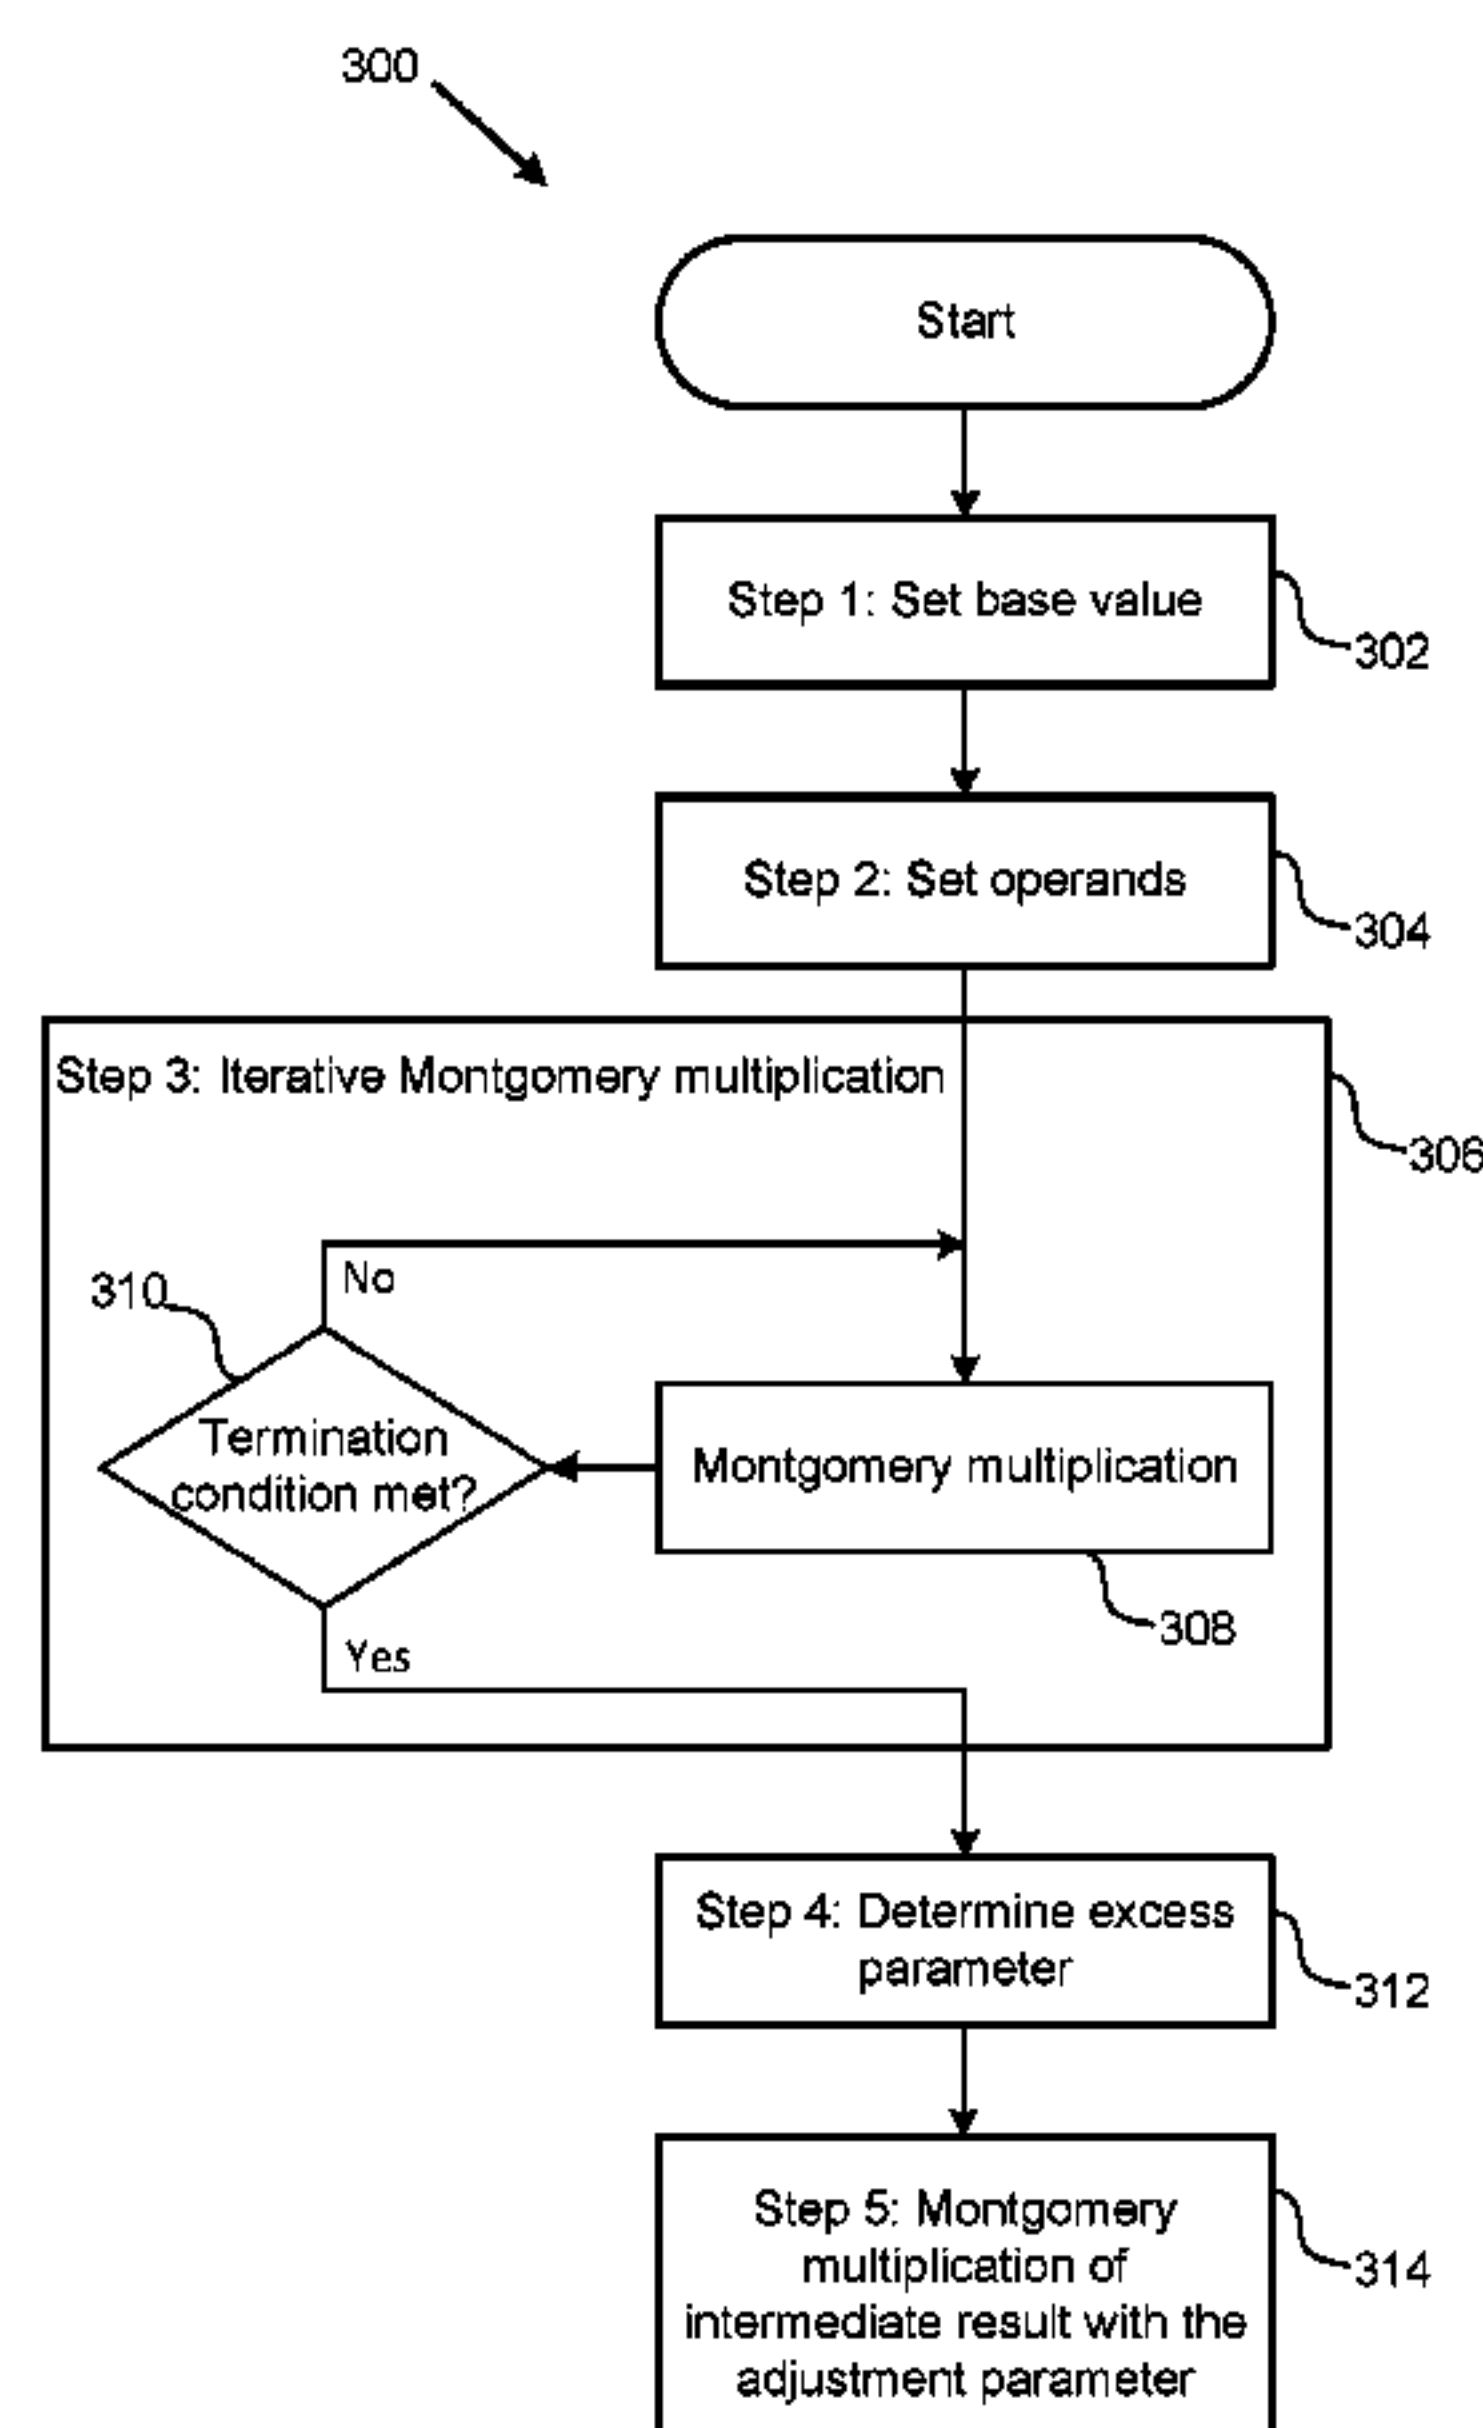 300
Start
Step 1: Set base value
302
Step 2: Set operands
304
Step 3: Iterative Montgomery multiplication
306
No
310
Termination
condition met?
Montgomery multiplication
308
Yes
Step 4: Determine excess
parameter
312
Step 5: Montgomery
multiplication of
intermediate result with the
adjustment parameter
314